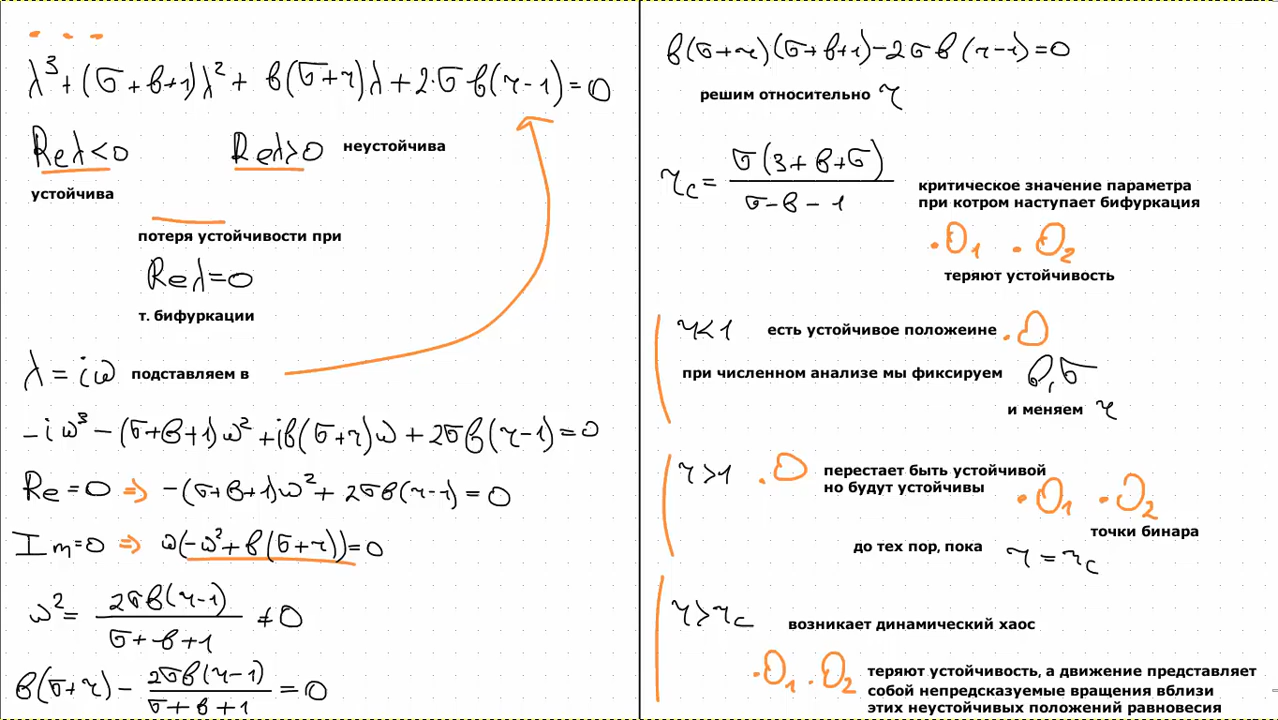 λ³ + (σ + b + 1)λ² + b(σ + r)λ + 2·σb(r - 1) = 0
Reλ < 0
Reλ > 0 неустойчива
устойчива
потеря устойчивости при
Reλ = 0
т. бифуркации
λ = iω подставляем в
-iω³ - (σ + b + 1)ω² + ib(σ + r)ω + 2σb(r - 1) = 0
Re = 0 ⇒ -(σ + b + 1)ω² + 2σb(r - 1) = 0
Im = 0 ⇒ ω(-ω² + b(σ + r)) = 0
ω² = 2σb(r - 1) / (σ + b + 1) ≠ 0
b(σ + r) - 2σb(r - 1) / (σ + b + 1) = 0
b(σ + r)(σ + b + 1) - 2σb(r - 1) = 0
решим относительно r
r_c = σ(3 + b + σ) / (σ - b - 1)
критическое значение параметра
при котром наступает бифуркация
·O₁ ·O₂
теряют устойчивость
r < 1 есть устойчивое положеине ·O
при численном анализе мы фиксируем b, σ
и меняем r
r > 1 ·O перестает быть устойчивой
но будут устойчивы ·O₁ ·O₂
точки бинара
до тех пор, пока r = r_c
r > r_c возникает динамический хаос
·O₁ ·O₂ теряют устойчивость, а движение представляет
собой непредсказуемые вращения вблизи
этих неустойчивых положений равновесия